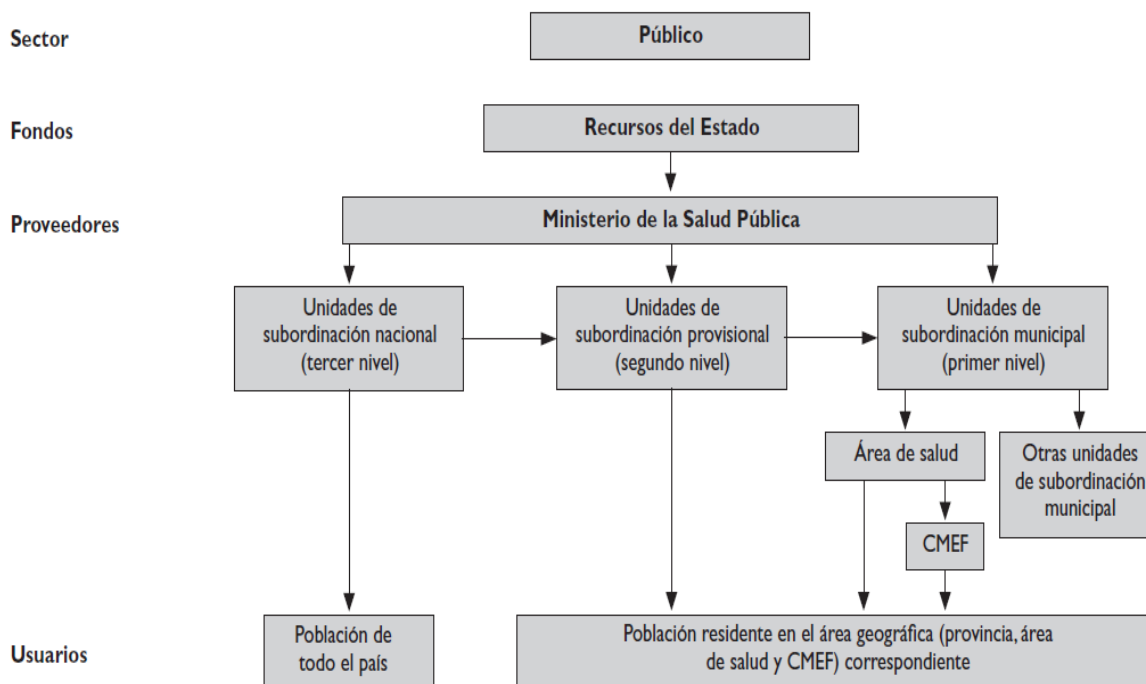 Sector
Público
Fondos
Recursos del Estado
Proveedores
Ministerio de la Salud Pública
Unidades de
subordinación nacional
(tercer nivel)
Unidades de
subordinación provisional
(segundo nivel)
Unidades de
subordinación municipal
(primer nivel)
Área de salud
Otras unidades
de subordinación
municipal
CMEF
Usuarios
Población de
todo el país
Población residente en el área geográfica (provincia, área
de salud y CMEF) correspondiente